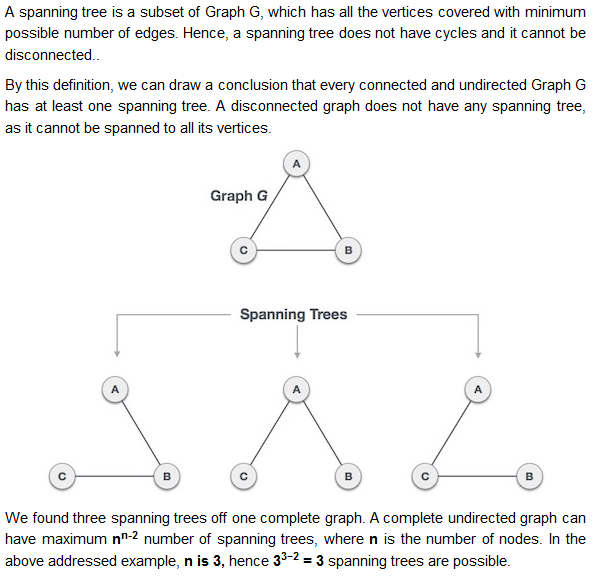 A spanning tree is a subset of Graph G, which has all the vertices covered with minimum
possible number of edges. Hence, a spanning tree does not have cycles and it cannot be
disconnected..
By this definition, we can draw a conclusion that every connected and undirected Graph G
has at least one spanning tree. A disconnected graph does not have any spanning tree,
as it cannot be spanned to all its vertices.
A
Graph G
C B
Spanning Trees
A A A
C B C B C B
We found three spanning trees off one complete graph. A complete undirected graph can
have maximum nⁿ⁻² number of spanning trees, where n is the number of nodes. In the
above addressed example, n is 3, hence 3³⁻² = 3 spanning trees are possible.